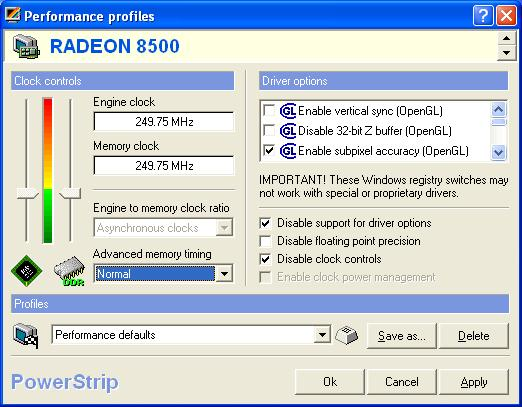 Performance profiles
RADEON 8500
Clock controls
Engine clock
249.75 MHz
Memory clock
249.75 MHz
Engine to memory clock ratio
Asynchronous clocks
Advanced memory timing
Normal
DDR
Driver options
GL Enable vertical sync (OpenGL)
GL Disable 32-bit Z buffer (OpenGL)
GL Enable subpixel accuracy (OpenGL)
IMPORTANT! These Windows registry switches may
not work with special or proprietary drivers.
Disable support for driver options
Disable floating point precision
Disable clock controls
Enable clock power management
Profiles
Performance defaults
Save as...
Delete
PowerStrip
Ok
Cancel
Apply